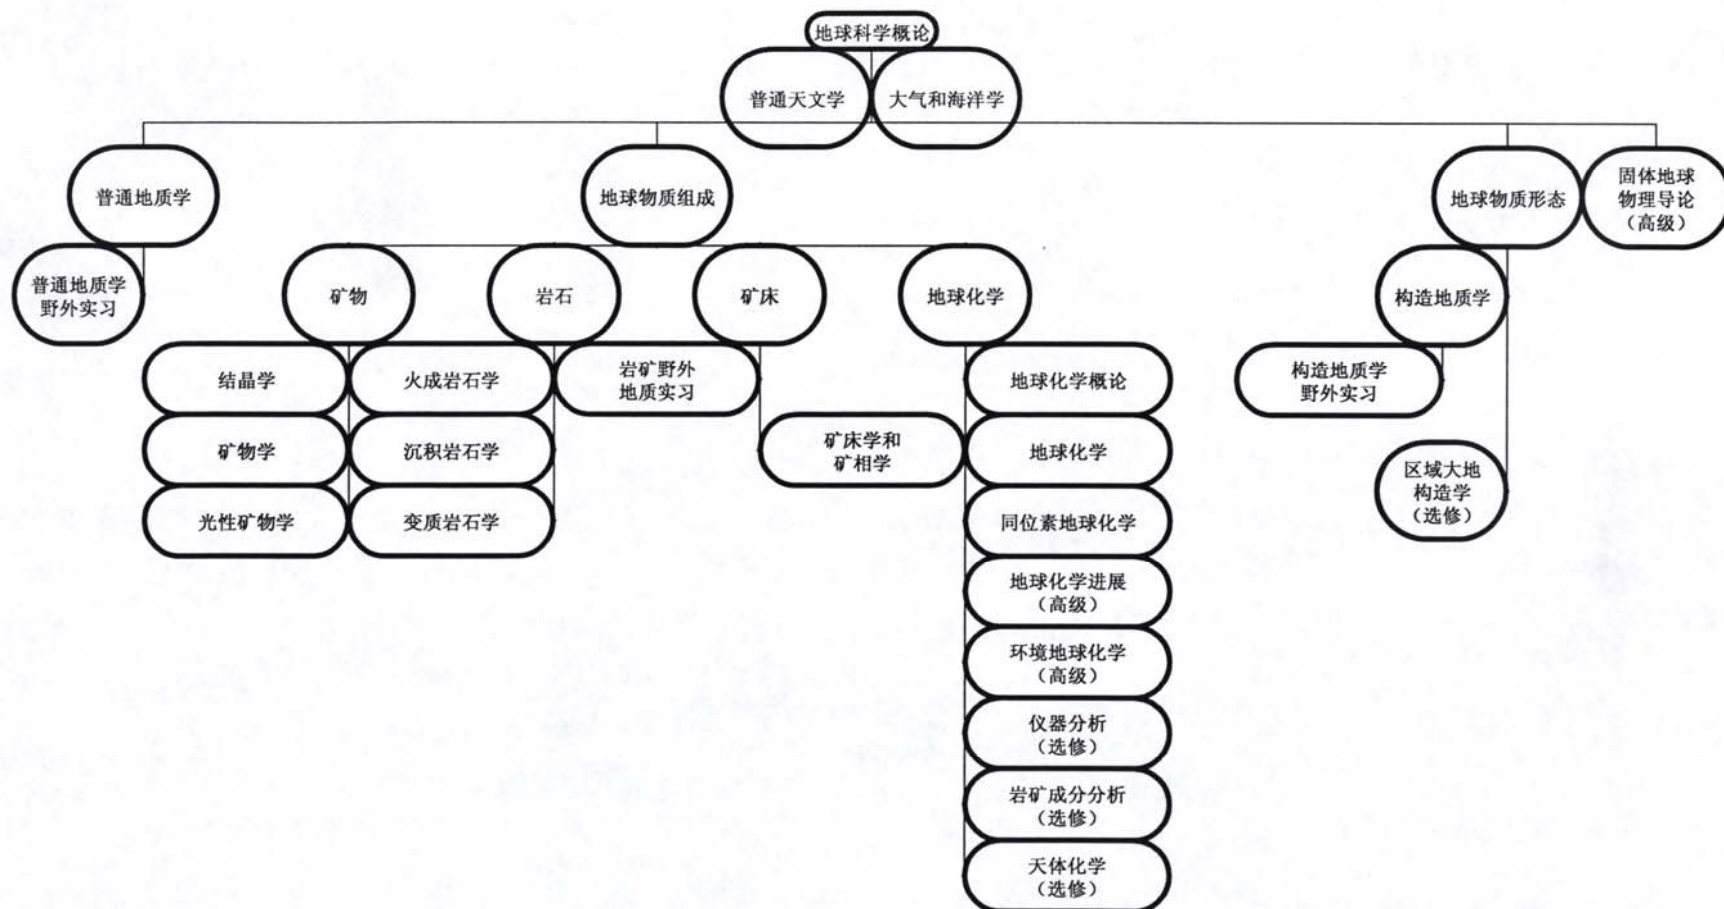 地球科学概论
普通天文学
大气和海洋学
普通地质学
地球物质组成
地球物质形态
固体地球
物理导论
（高级）
普通地质学
野外实习
矿物
岩石
矿床
地球化学
构造地质学
结晶学
火成岩石学
岩矿野外
地质实习
地球化学概论
构造地质学
野外实习
矿物学
沉积岩石学
矿床学和
矿相学
地球化学
区域大地
构造学
（选修）
光性矿物学
变质岩石学
同位素地球化学
地球化学进展
（高级）
环境地球化学
（高级）
仪器分析
（选修）
岩矿成分分析
（选修）
天体化学
（选修）